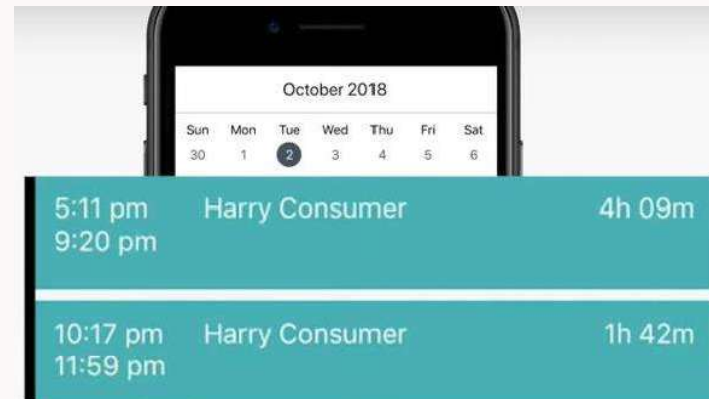 October 2018
Sun Mon Tue Wed Thu Fri Sat
30 1 2 3 4 5 6
5:11 pm Harry Consumer 4h 09m
9:20 pm
10:17 pm Harry Consumer 1h 42m
11:59 pm